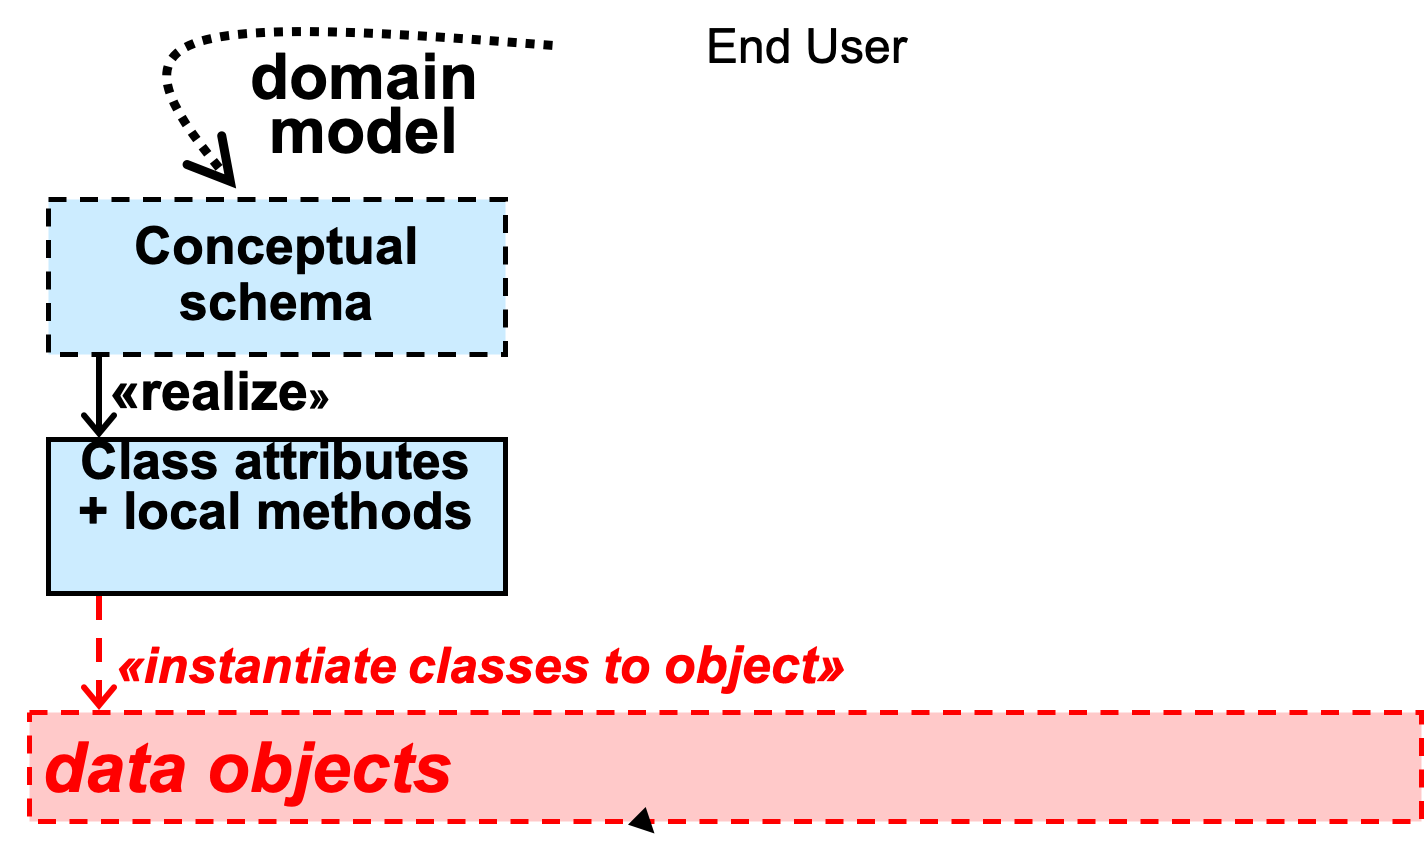 End User
domain
model
Conceptual
schema
«realize»
Class attributes
+ local methods
«instantiate classes to object»
data objects